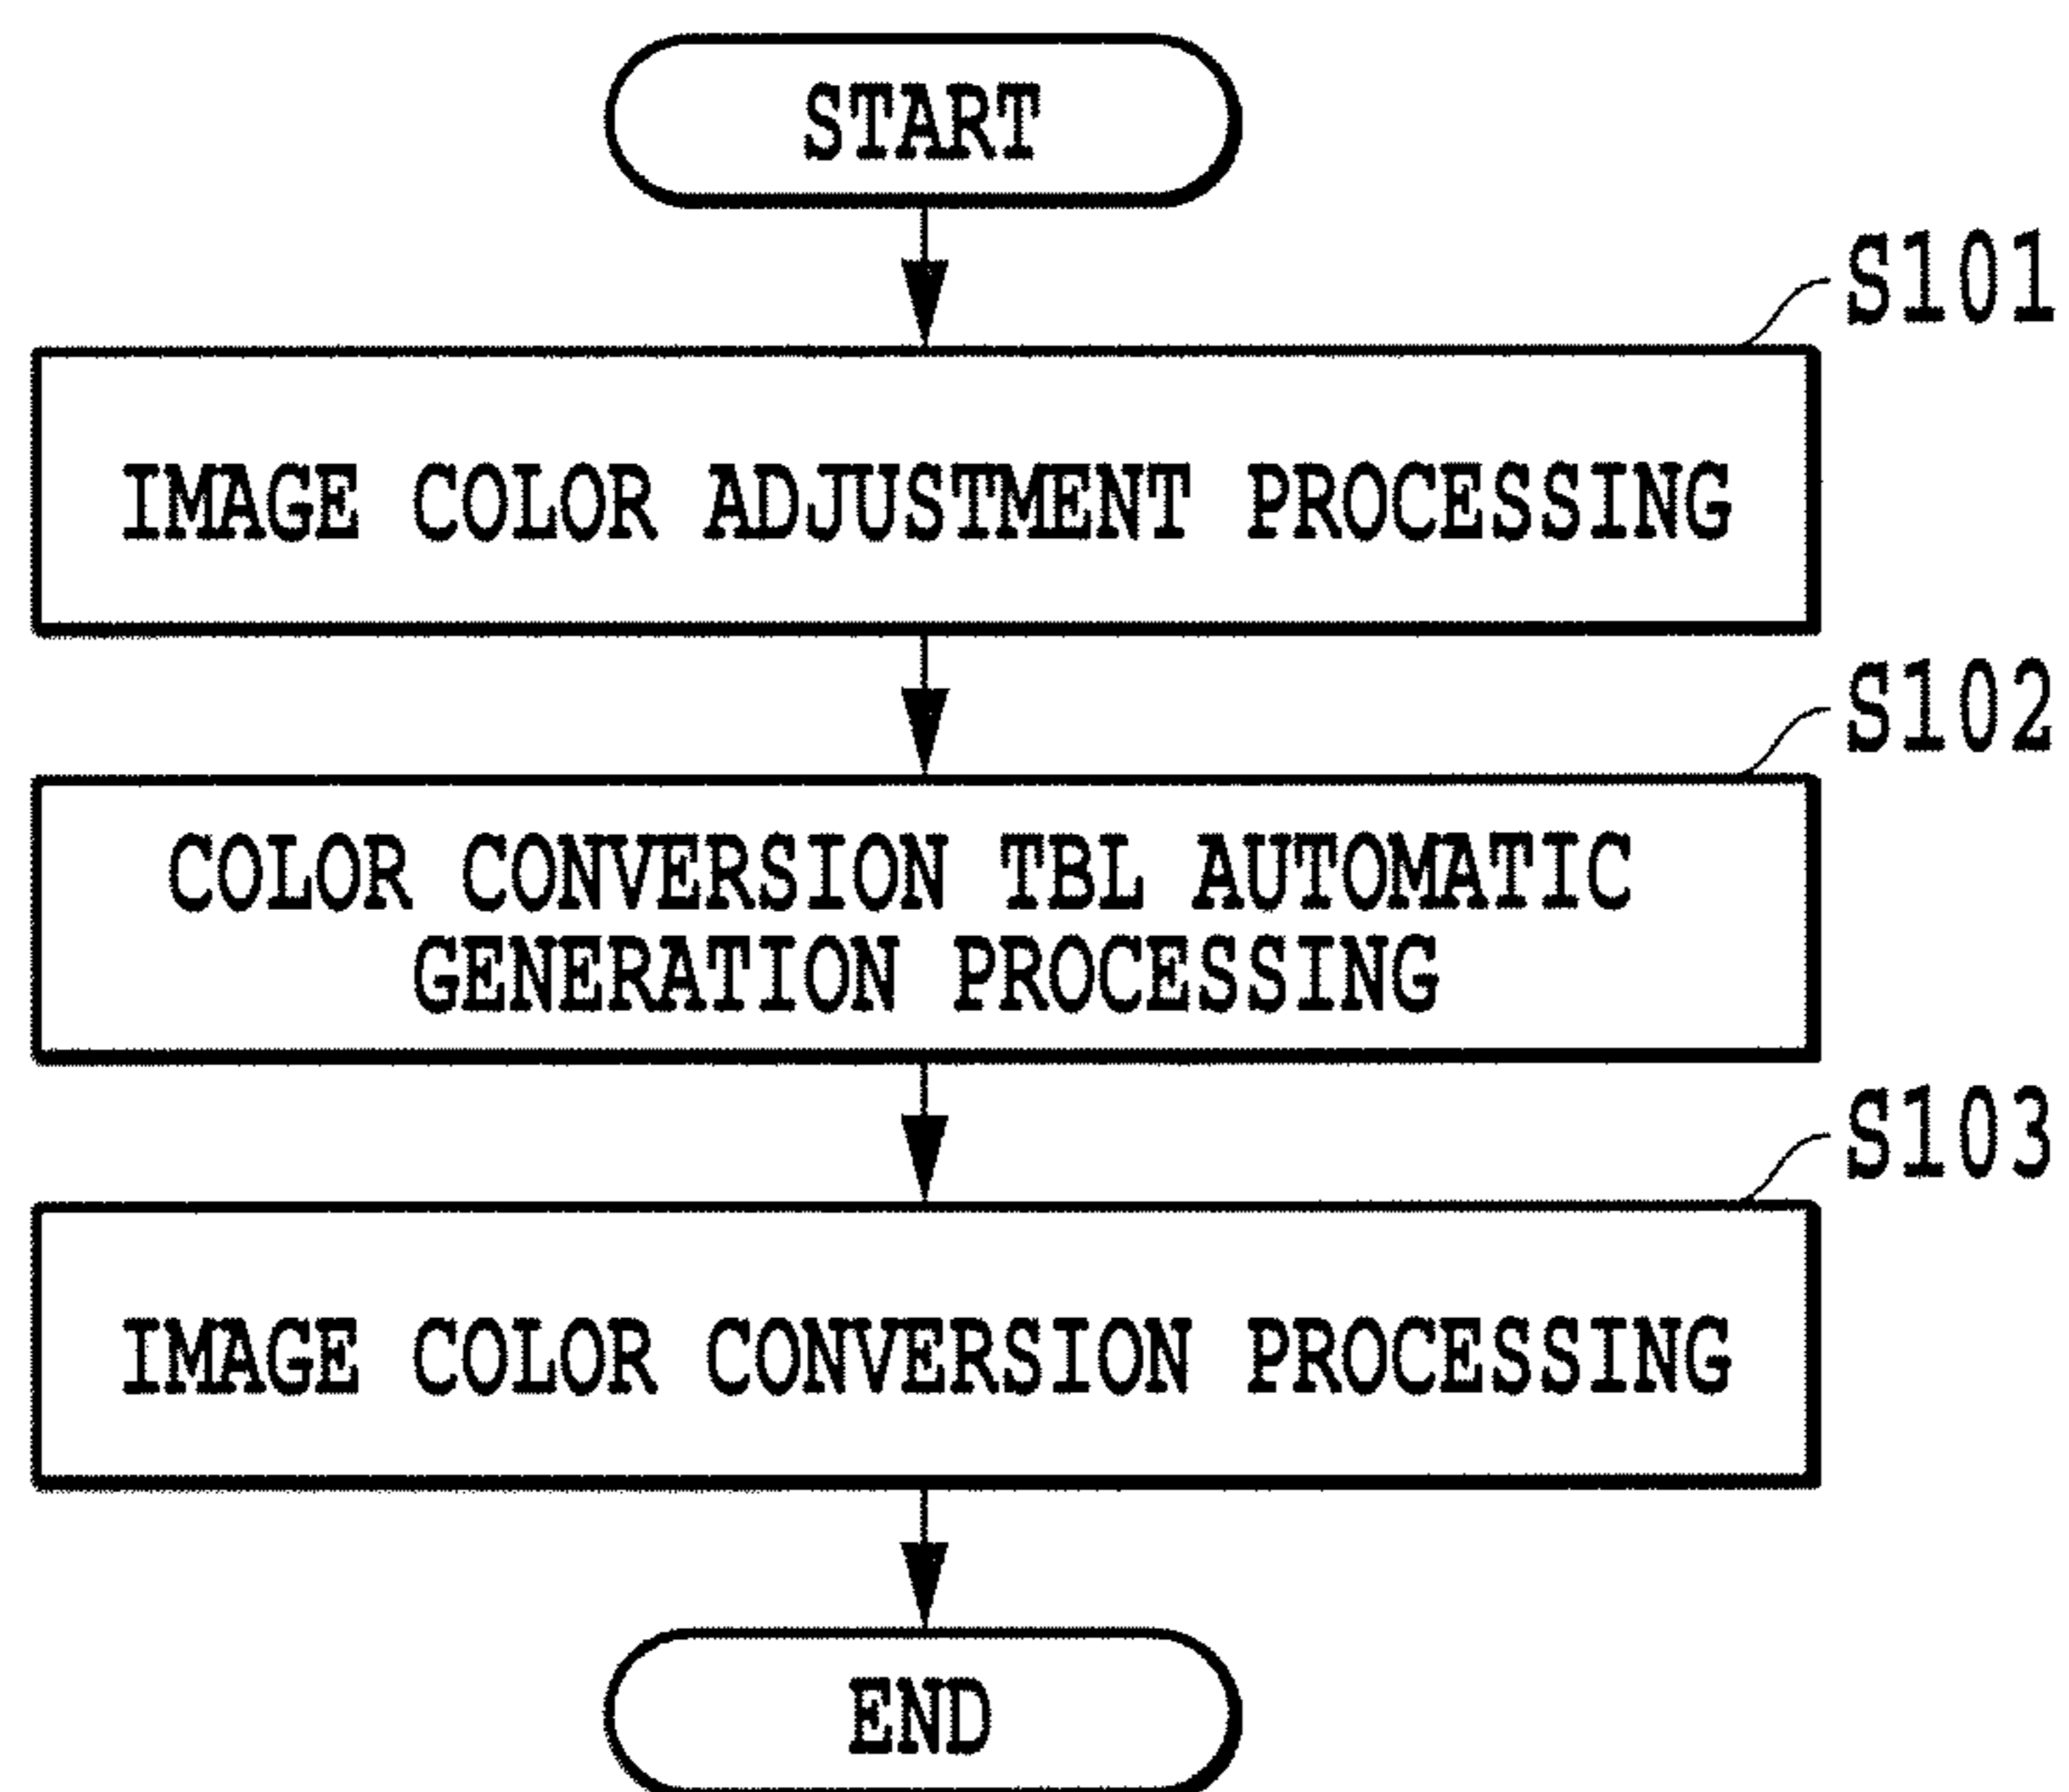 START
S101
IMAGE COLOR ADJUSTMENT PROCESSING
S102
COLOR CONVERSION TBL AUTOMATIC
GENERATION PROCESSING
S103
IMAGE COLOR CONVERSION PROCESSING
END